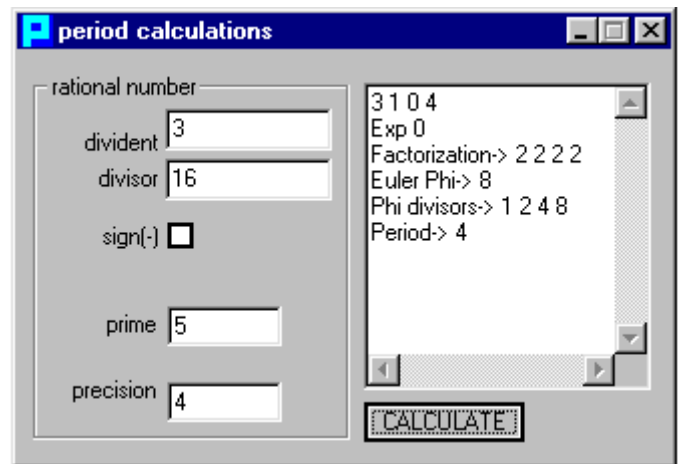 period calculations
rational number
divident 3
divisor 16
sign(-)
prime 5
precision 4
3 1 0 4
Exp 0
Factorization-> 2 2 2 2
Euler Phi-> 8
Phi divisors-> 1 2 4 8
Period-> 4
CALCULATE